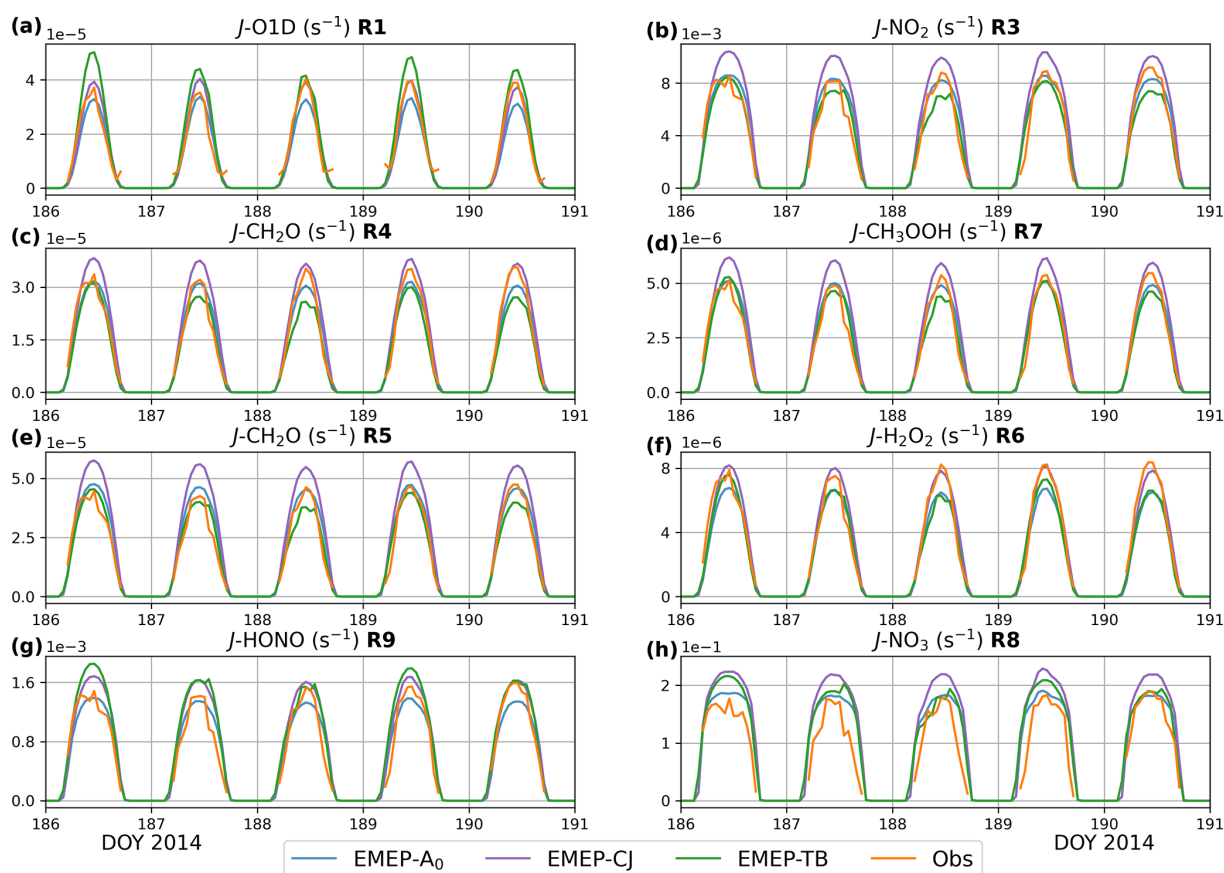 (a) J-O1D (s⁻¹) R1
1e−5
4
2
0
186 187 188 189 190 191
(b) J-NO₂ (s⁻¹) R3
1e−3
8
4
0
186 187 188 189 190 191
(c) J-CH₂O (s⁻¹) R4
1e−5
3.0
1.5
0.0
186 187 188 189 190 191
(d) J-CH₃OOH (s⁻¹) R7
1e−6
5.0
2.5
0.0
186 187 188 189 190 191
(e) J-CH₂O (s⁻¹) R5
1e−5
5.0
2.5
0.0
186 187 188 189 190 191
(f) J-H₂O₂ (s⁻¹) R6
1e−6
8
4
0
186 187 188 189 190 191
(g) J-HONO (s⁻¹) R9
1e−3
1.6
0.8
0.0
186 187 188 189 190 191
DOY 2014
(h) J-NO₃ (s⁻¹) R8
1e−1
2
1
0
186 187 188 189 190 191
DOY 2014
EMEP-A₀ EMEP-CJ EMEP-TB Obs